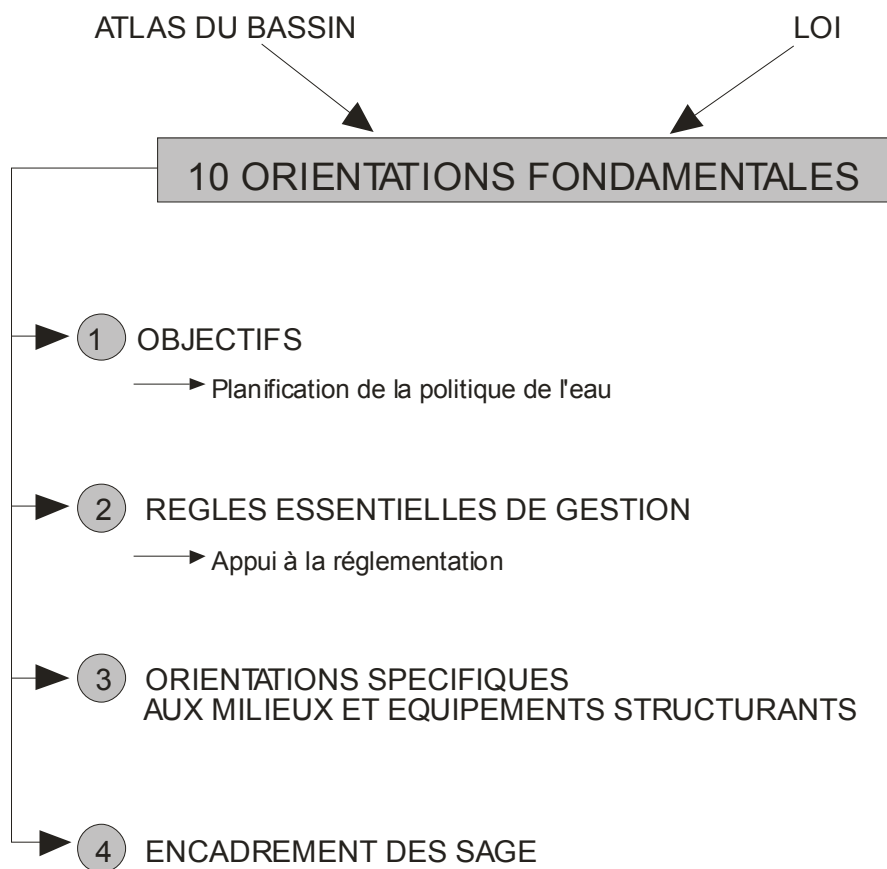 ATLAS DU BASSIN
LOI
10 ORIENTATIONS FONDAMENTALES
1 OBJECTIFS
Planification de la politique de l'eau
2 REGLES ESSENTIELLES DE GESTION
Appui à la réglementation
3 ORIENTATIONS SPECIFIQUES
AUX MILIEUX ET EQUIPEMENTS STRUCTURANTS
4 ENCADREMENT DES SAGE